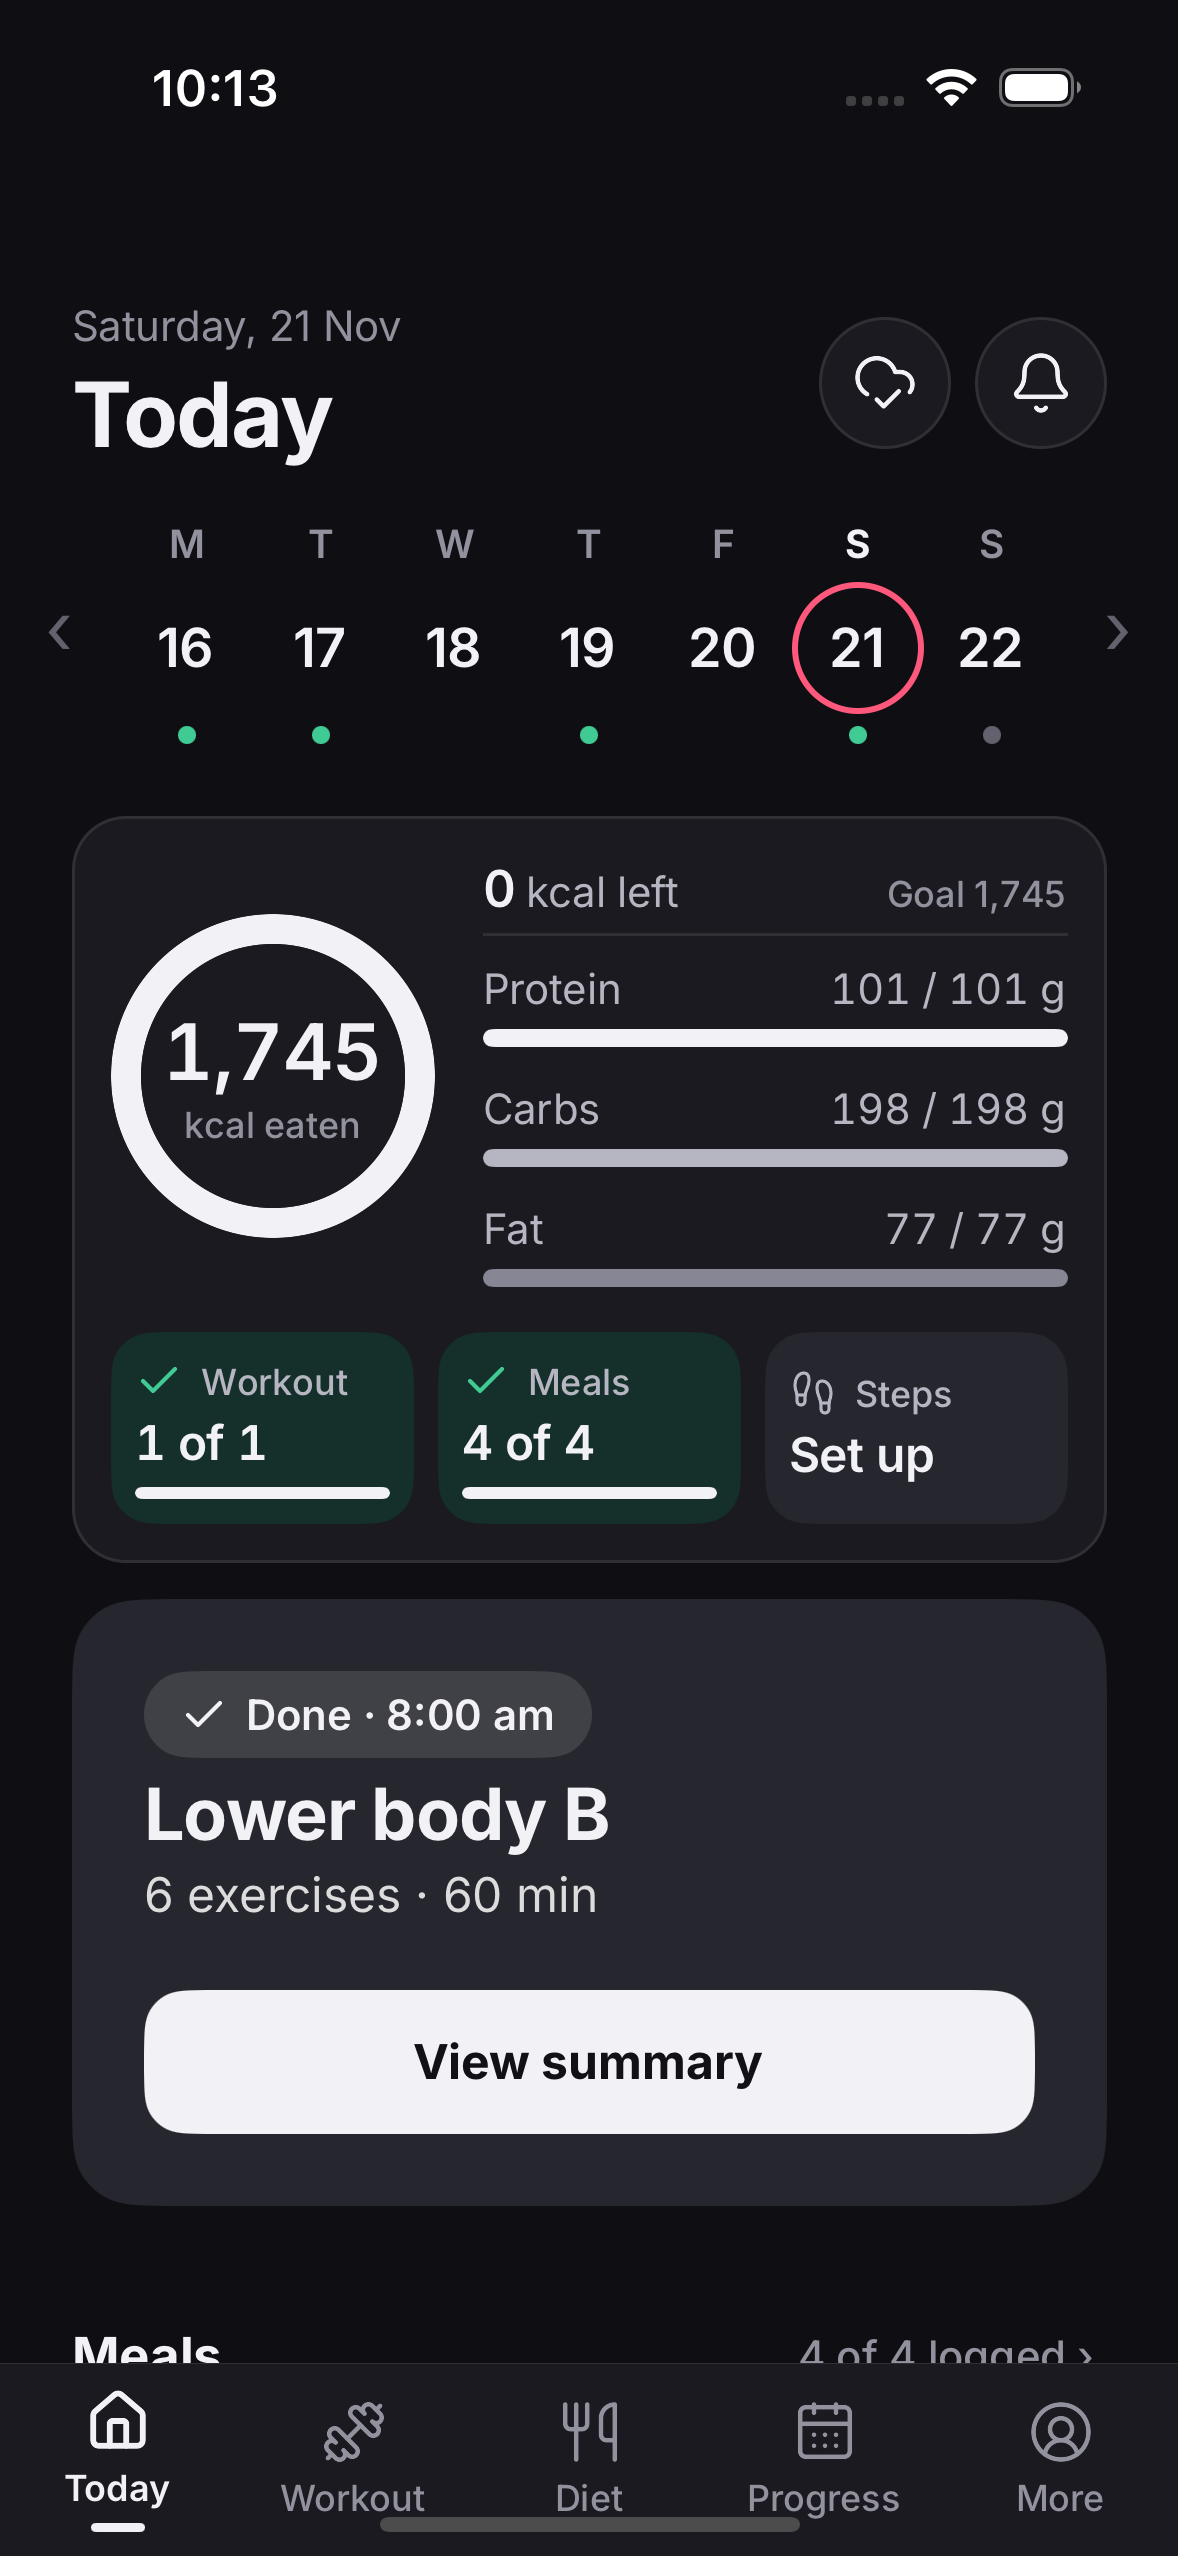 10:13
Saturday, 21 Nov
Today
M T W T F S S
‹ 16 17 18 19 20 21 22 ›
0 kcal left Goal 1,745
1,745
kcal eaten
Protein 101 / 101 g
Carbs 198 / 198 g
Fat 77 / 77 g
Workout
1 of 1
Meals
4 of 4
Steps
Set up
Done · 8:00 am
Lower body B
6 exercises · 60 min
View summary
Meals 4 of 4 logged ›
Today Workout Diet Progress More